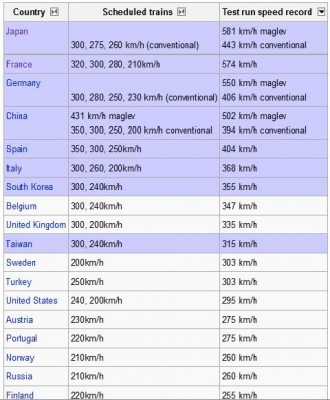 Country Scheduled trains Test run speed record
Japan 581 km/h maglev
300, 275, 260 km/h (conventional) 443 km/h conventional
France 320, 300, 280, 210km/h 574 km/h
Germany 550 km/h maglev
300, 280, 250, 230 km/h (conventional) 406 km/h conventional
China 431 km/h maglev 502 km/h maglev
350, 300, 250, 200 km/h conventional 394 km/h conventional
Spain 350, 300, 250km/h 404 km/h
Italy 300, 260, 200km/h 368 km/h
South Korea 300, 240km/h 355 km/h
Belgium 300, 240km/h 347 km/h
United Kingdom 300, 200km/h 335 km/h
Taiwan 300, 240km/h 315 km/h
Sweden 200km/h 303 km/h
Turkey 250km/h 303 km/h
United States 240, 200km/h 295 km/h
Austria 230km/h 275 km/h
Portugal 220km/h 275 km/h
Norway 210km/h 260 km/h
Russia 210km/h 260 km/h
Finland 220km/h 255 km/h